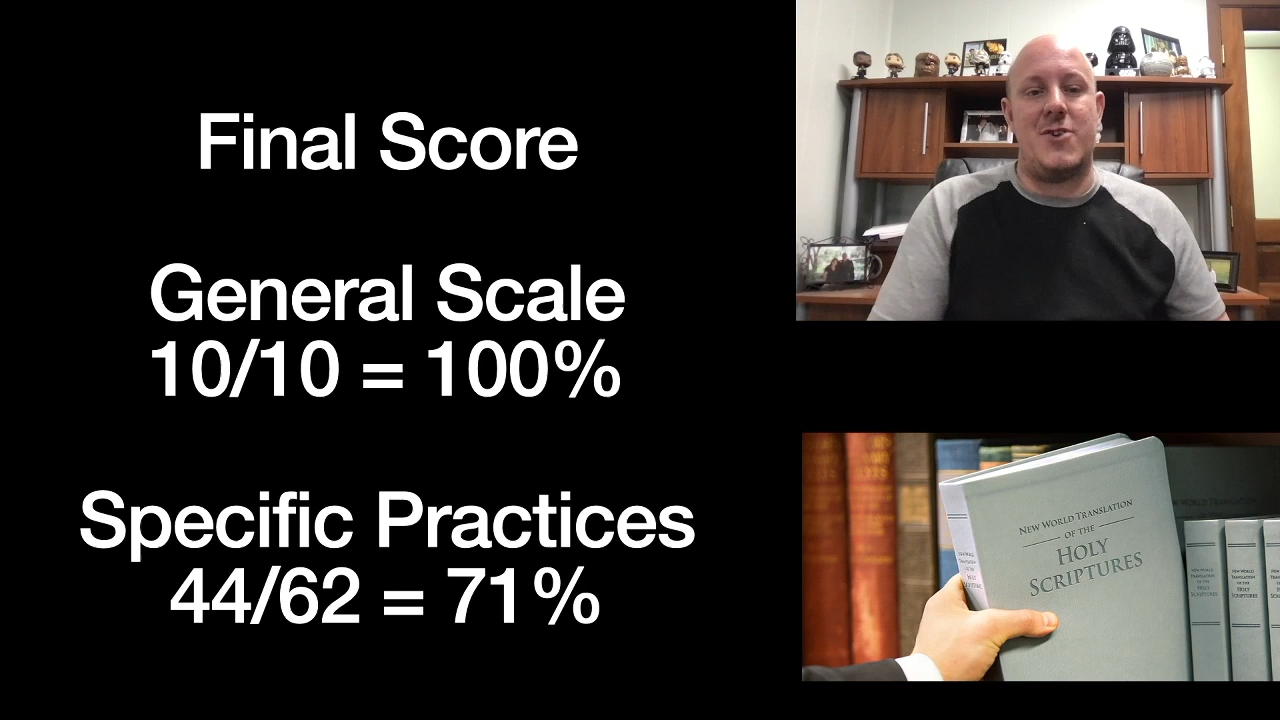 Final Score
General Scale
10/10 = 100%
Specific Practices
44/62 = 71%
NEW WORLD TRANSLATION
OF THE
HOLY
SCRIPTURES